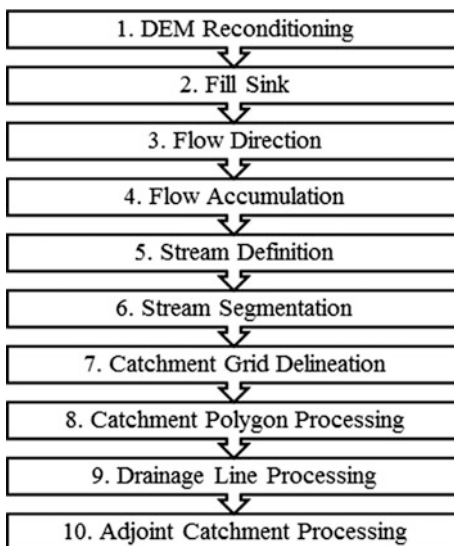 1. DEM Reconditioning
2. Fill Sink
3. Flow Direction
4. Flow Accumulation
5. Stream Definition
6. Stream Segmentation
7. Catchment Grid Delineation
8. Catchment Polygon Processing
9. Drainage Line Processing
10. Adjoint Catchment Processing